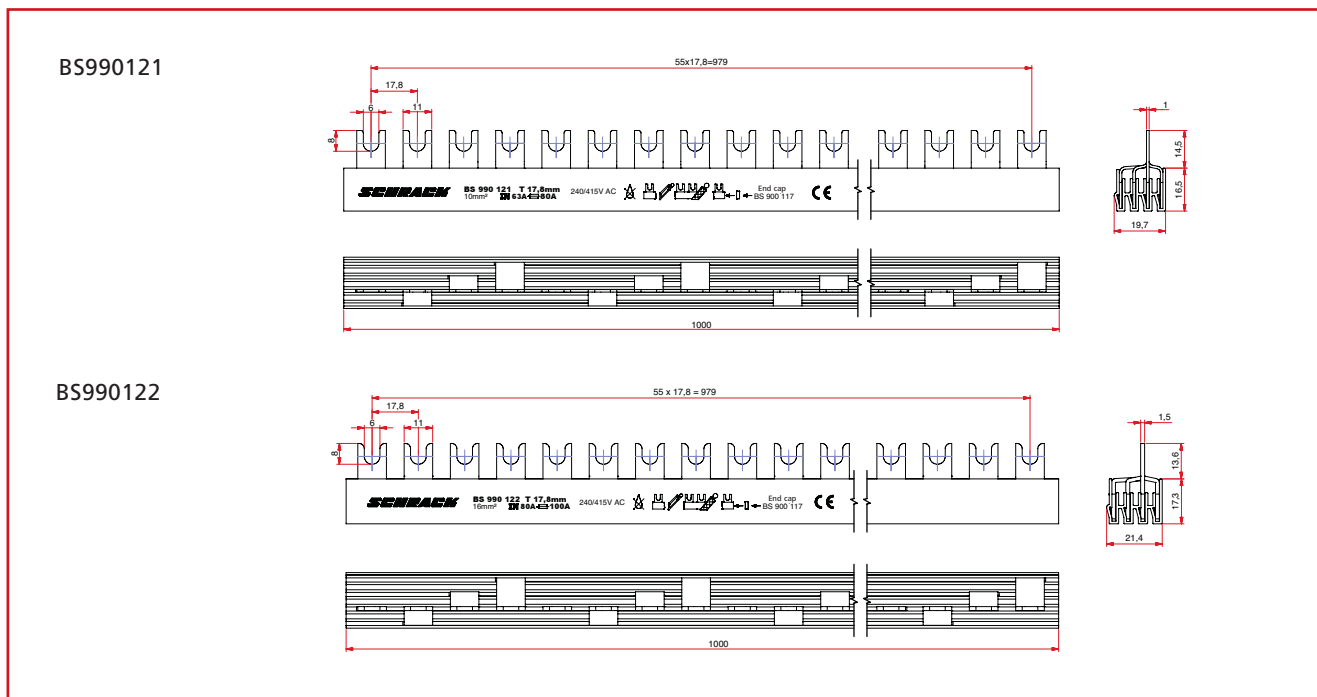 BS990121
55x17,8=979
17,8
6
11
8
1
14,5
16,5
19,7
SCHRACK
BS 990 121 T 17,8mm
10mm² IN 63A 80A
240/415V AC
End cap
BS 900 117
CE
1000
BS990122
55 x 17,8 = 979
17,8
6
11
8
1,5
13,6
17,3
21,4
SCHRACK
BS 990 122 T 17,8mm
16mm² IN 80A 100A
240/415V AC
End cap
BS 900 117
CE
1000